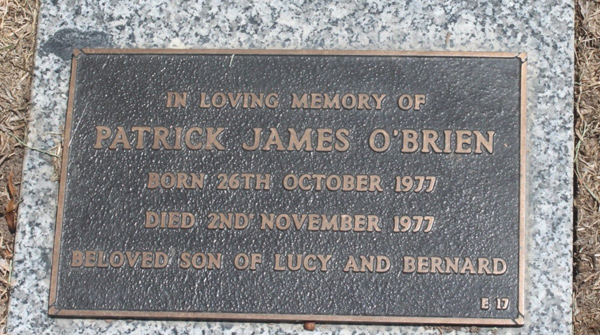 IN LOVING MEMORY OF
PATRICK JAMES O'BRIEN
BORN 26TH OCTOBER 1977
DIED 2ND NOVEMBER 1977
BELOVED SON OF LUCY AND BERNARD
E 17